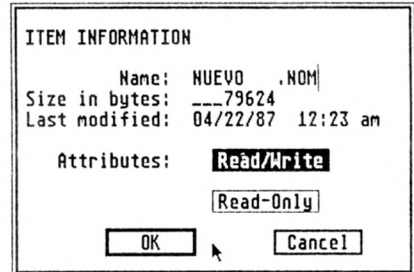 ITEM INFORMATION
Name: NUEVO .NOM
Size in bytes: ___79624
Last modified: 04/22/87 12:23 am
Attributes: Read/Write
Read-Only
OK Cancel